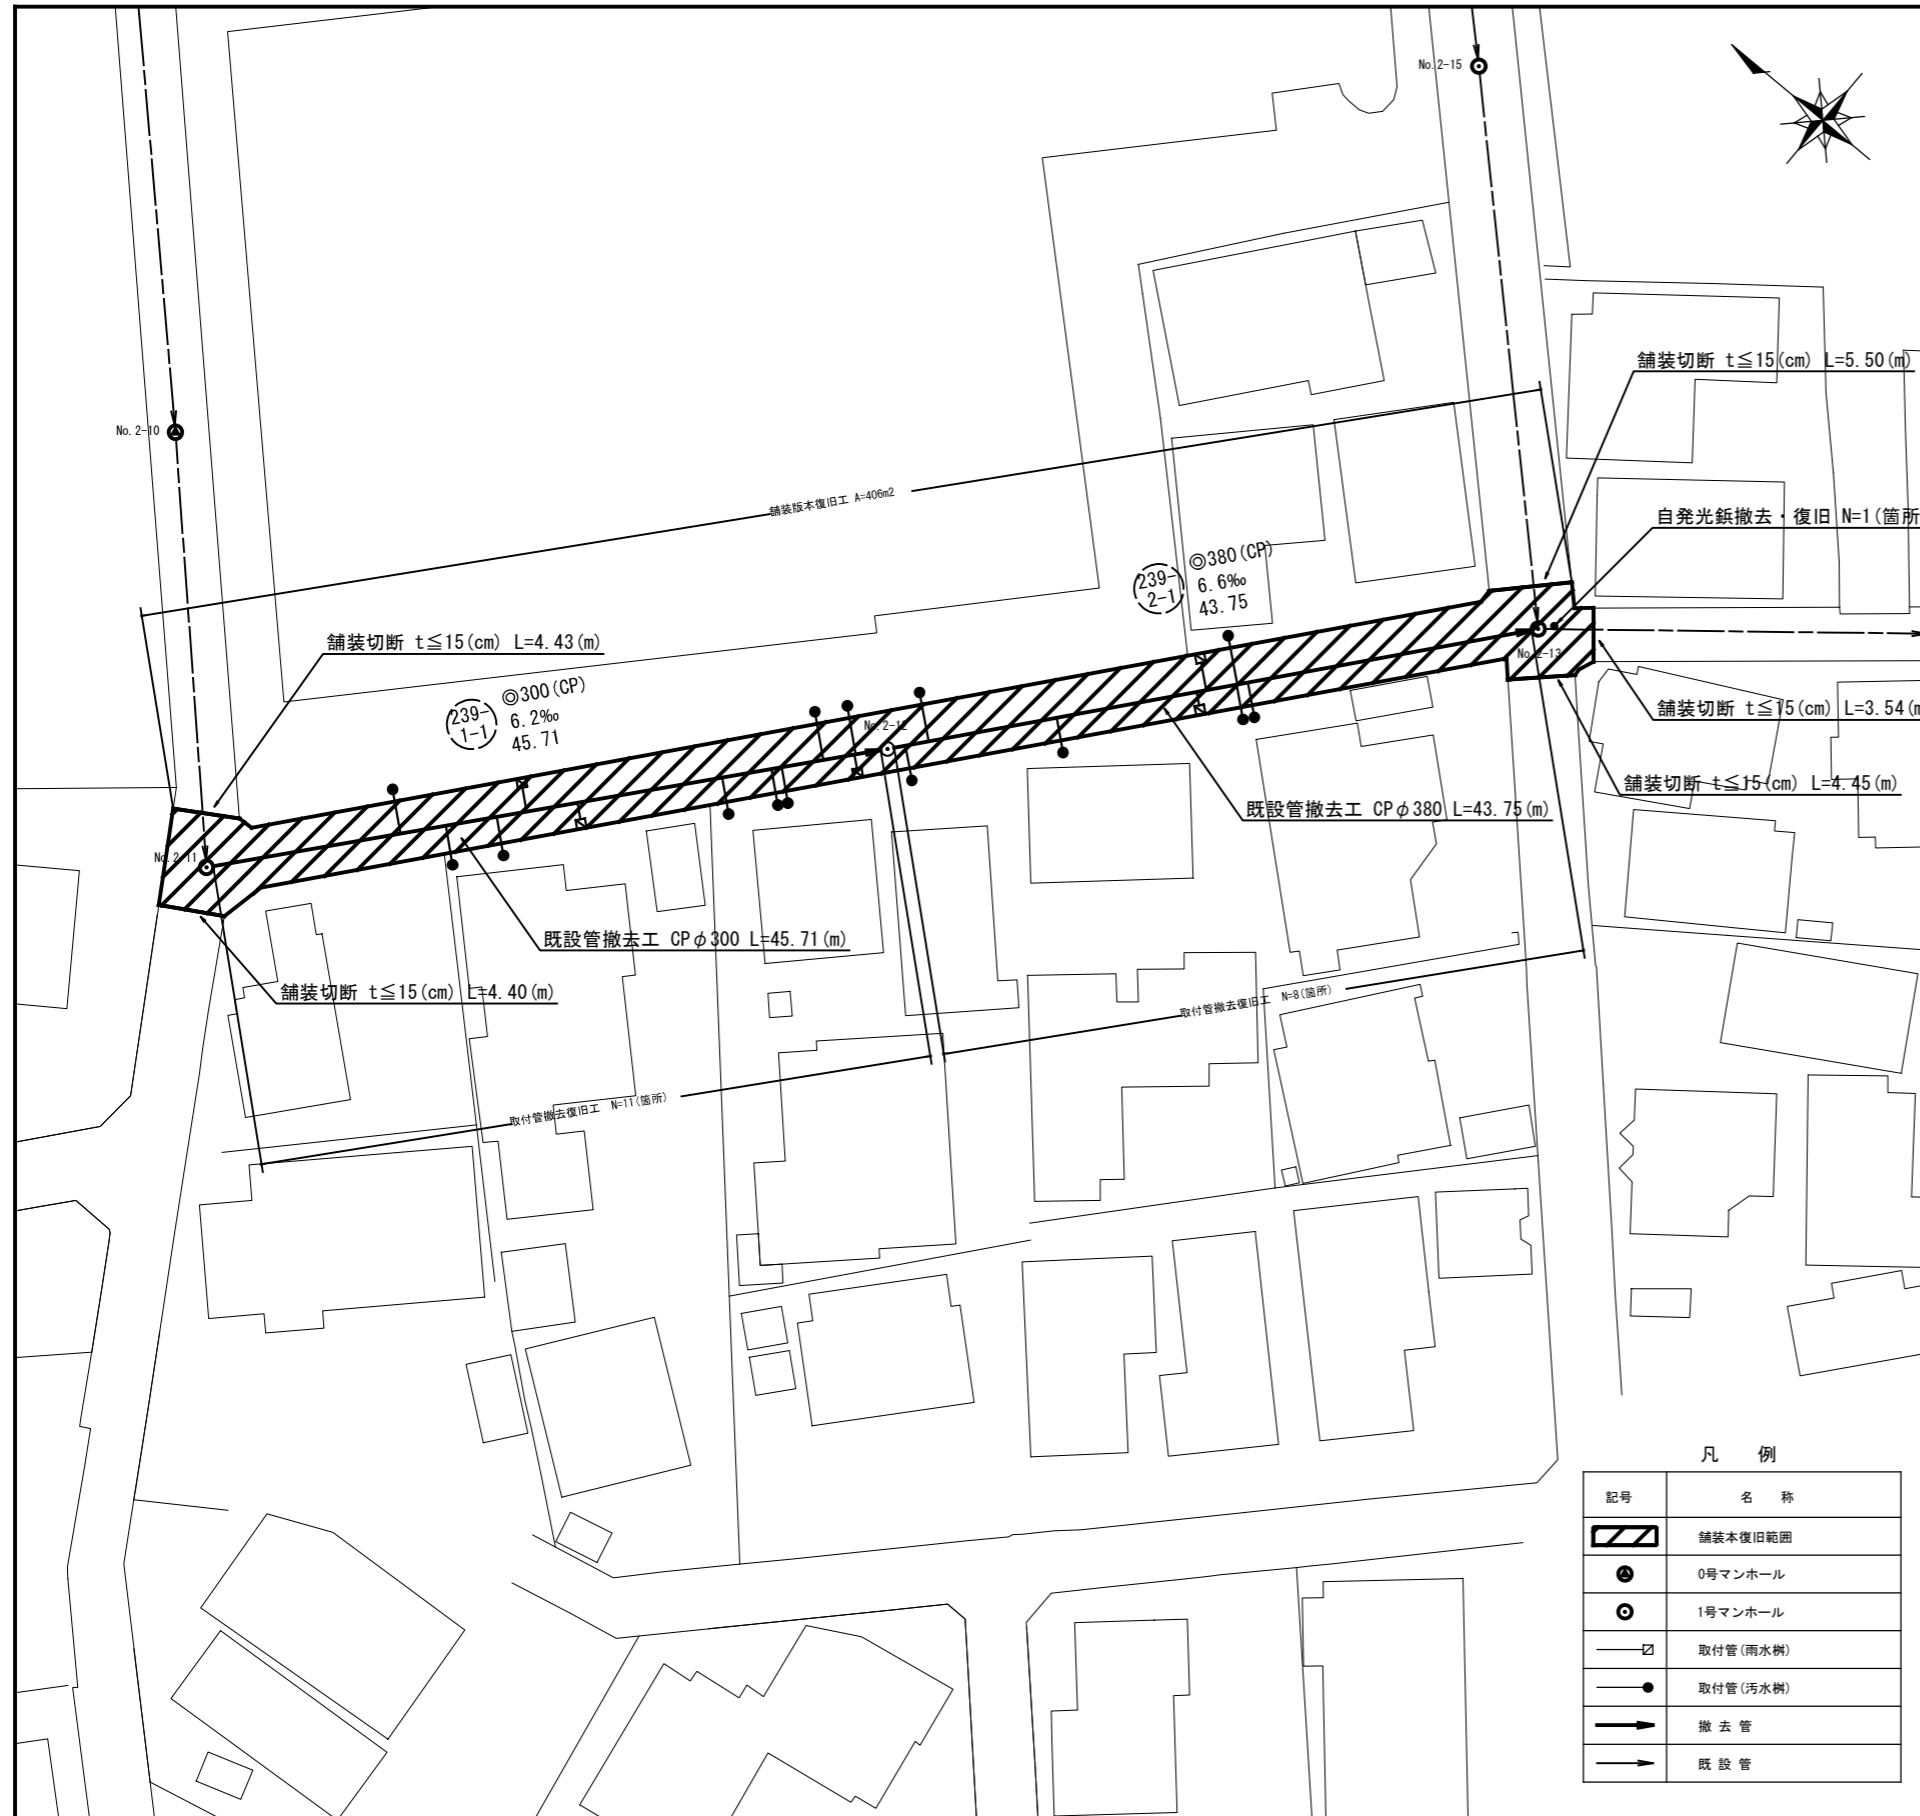 No.2-15
舗装切断 t≦15(cm) L=5.50(m)
No.2-10
舗装版本復旧工 A=406m2
自発光鋲撤去・復旧 N=1(箇所
239-
2-1
◎380(CP)
6.6‰
43.75
舗装切断 t≦15(cm) L=4.43(m)
No.2-13
239-
1-1
◎300(CP)
6.2‰
45.71
舗装切断 t≦15(cm) L=3.54(m
No.2-12
舗装切断 t≦15(cm) L=4.45(m)
既設管撤去工 CPφ380 L=43.75(m)
No.2-11
既設管撤去工 CPφ300 L=45.71(m)
舗装切断 t≦15(cm) L=4.40(m)
取付管撤去復旧工 N=8(箇所)
取付管撤去復旧工 N=11(箇所)
凡 例
記号 名 称
舗装本復旧範囲
0号マンホール
1号マンホール
取付管(雨水桝)
取付管(汚水桝)
撤去管
既設管